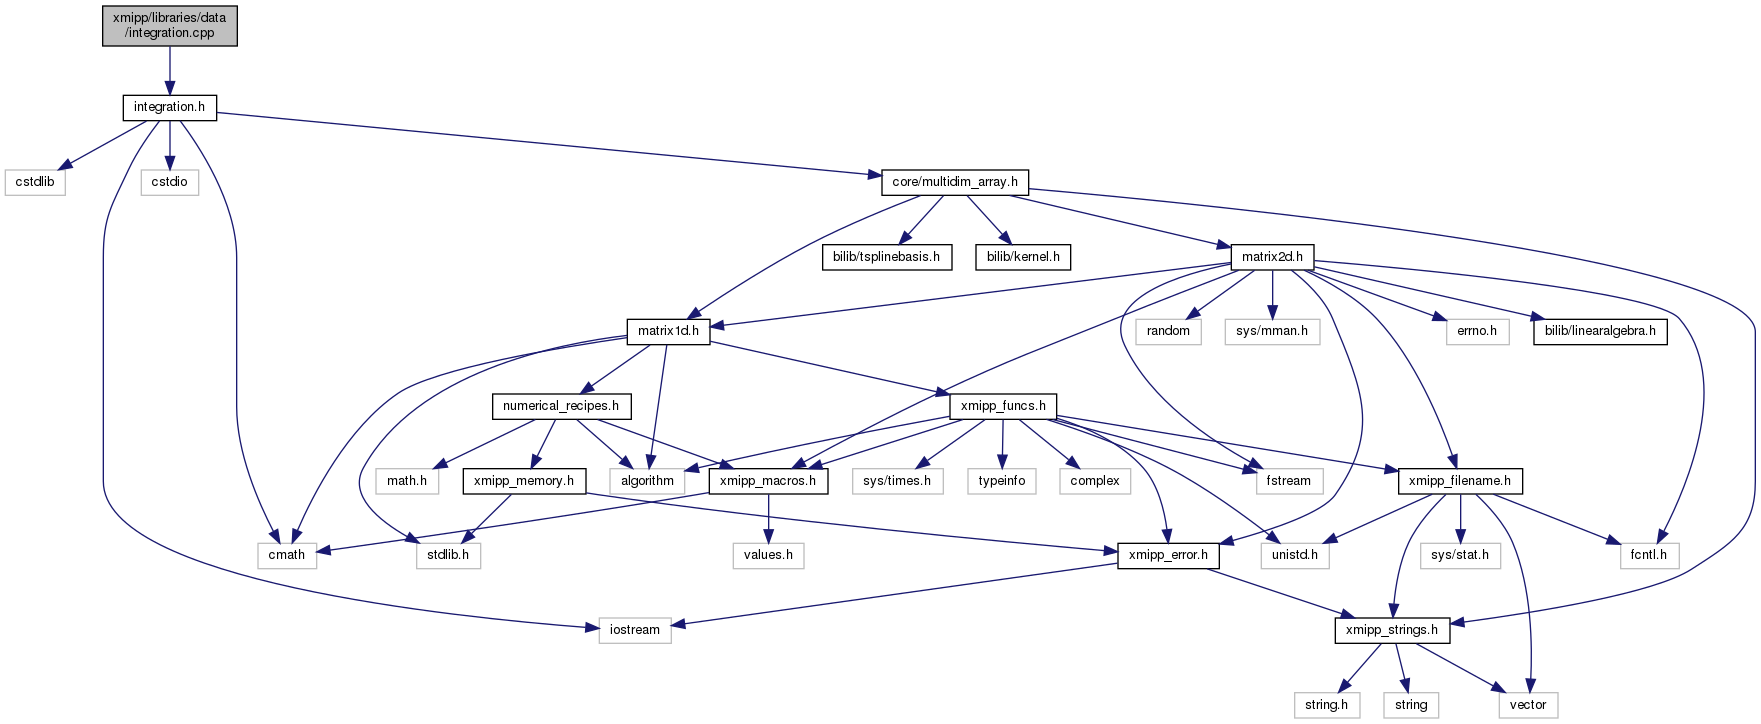 xmipp/libraries/data
/integration.cpp
integration.h
cstdlib
cstdio
core/multidim_array.h
bilib/tsplinebasis.h
bilib/kernel.h
matrix2d.h
matrix1d.h
random
sys/mman.h
errno.h
bilib/linearalgebra.h
numerical_recipes.h
xmipp_funcs.h
math.h
xmipp_memory.h
algorithm
xmipp_macros.h
sys/times.h
typeinfo
complex
fstream
xmipp_filename.h
cmath
stdlib.h
values.h
xmipp_error.h
unistd.h
sys/stat.h
fcntl.h
iostream
xmipp_strings.h
string.h
string
vector